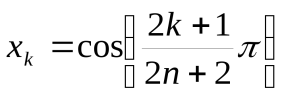 x_k = cos[ (2k + 1)/(2n + 2) π ]